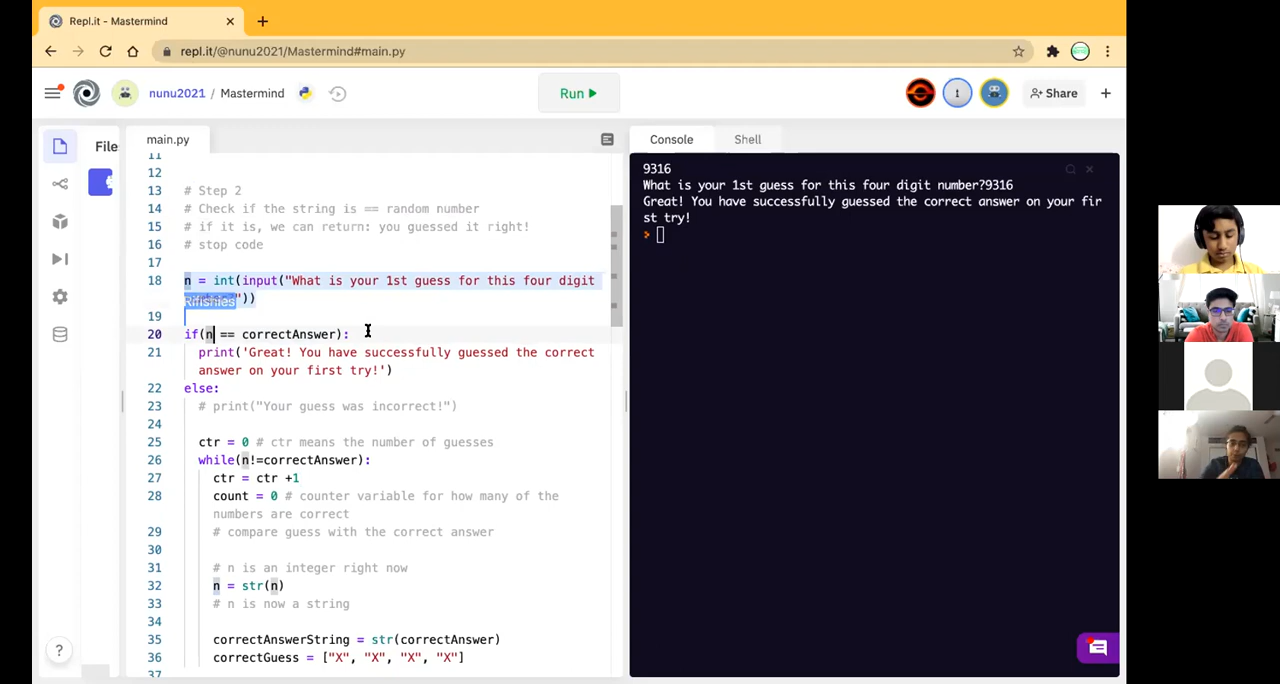 Repl.it - Mastermind
repl.it/@nunu2021/Mastermind#main.py
nunu2021 / Mastermind
Run
1
Share
Files
main.py
11
12
13 # Step 2
14 # Check if the string is == random number
15 # if it is, we can return: you guessed it right!
16 # stop code
17
18 n = int(input("What is your 1st guess for this four digit
"))
19
20 if(n == correctAnswer):
21 print('Great! You have successfully guessed the correct
answer on your first try!')
22 else:
23 # print("Your guess was incorrect!")
24
25 ctr = 0 # ctr means the number of guesses
26 while(n!=correctAnswer):
27 ctr = ctr +1
28 count = 0 # counter variable for how many of the
numbers are correct
29 # compare guess with the correct answer
30
31 # n is an integer right now
32 n = str(n)
33 # n is now a string
34
35 correctAnswerString = str(correctAnswer)
36 correctGuess = ["X", "X", "X", "X"]
37
Console
Shell
9316
What is your 1st guess for this four digit number?9316
Great! You have successfully guessed the correct answer on your fir
st try!
>
?